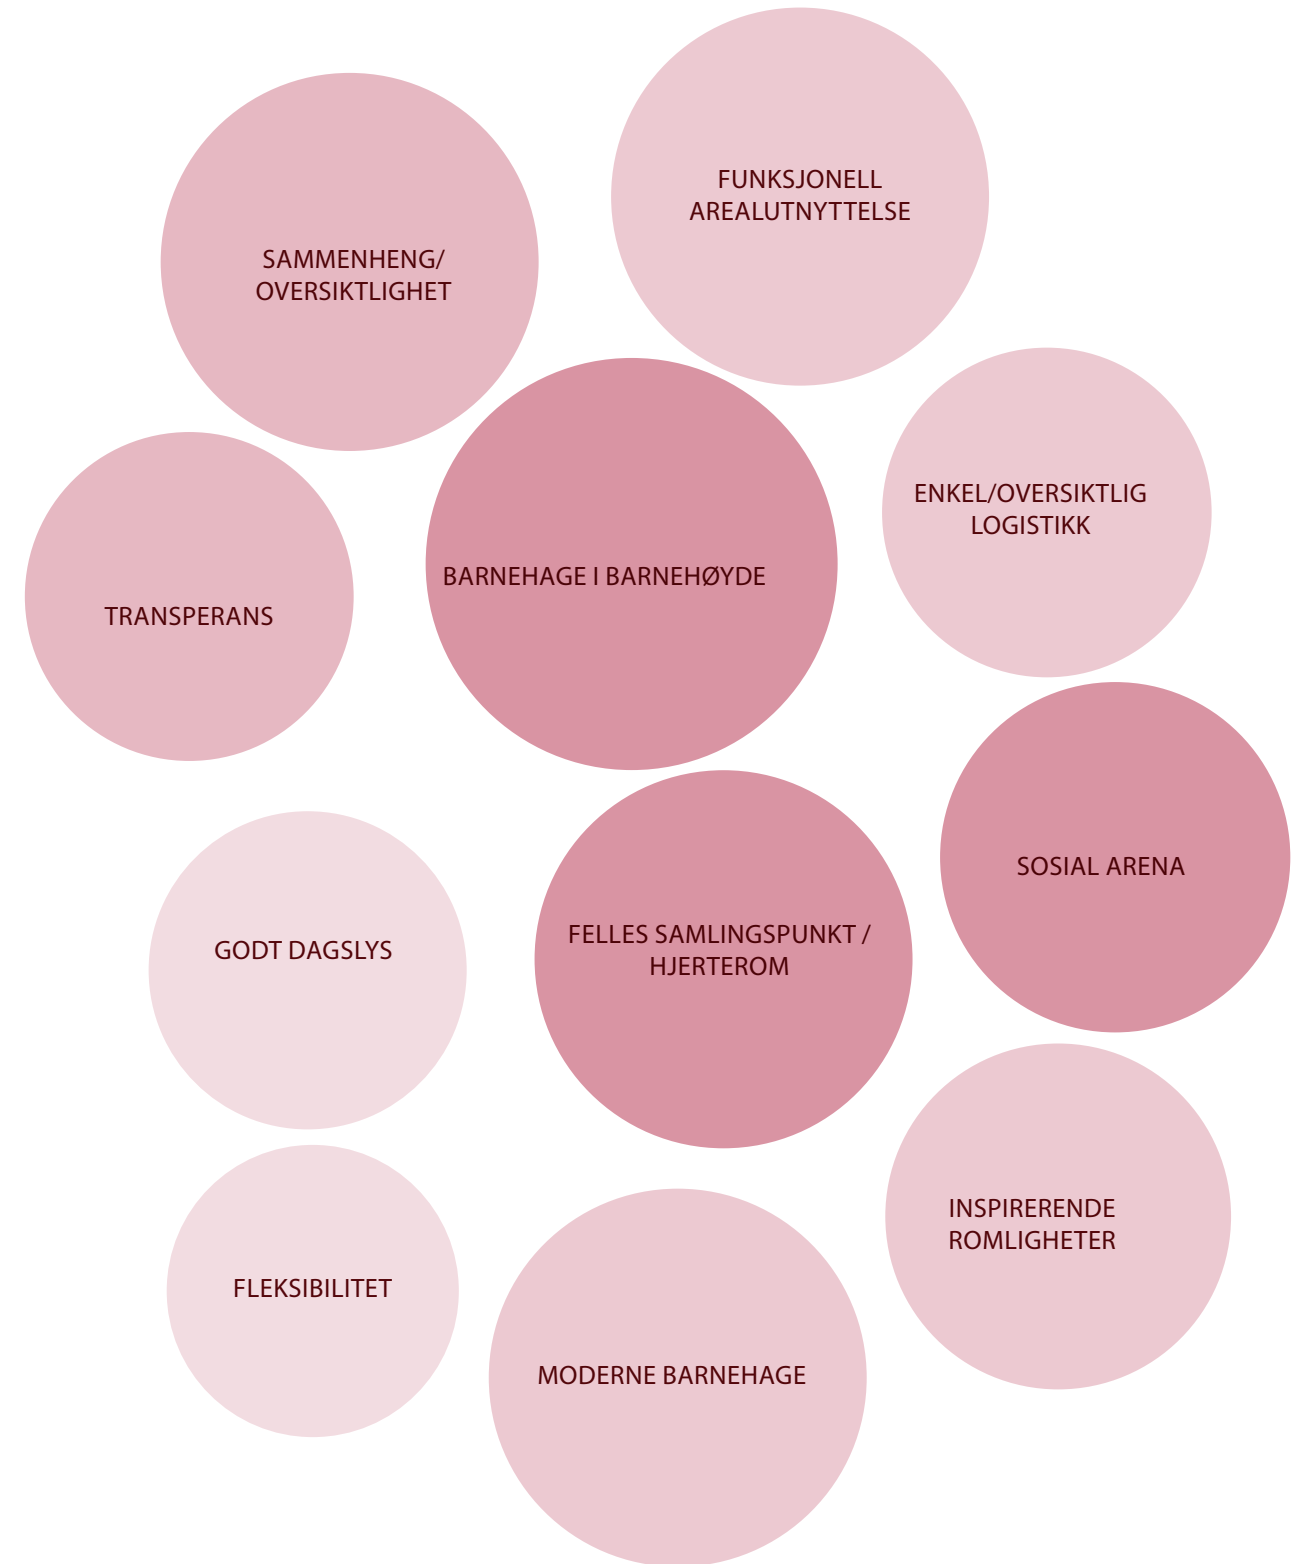 FUNKSJONELL
AREALUTNYTTELSE
SAMMENHENG/
OVERSIKTLIGHET
ENKEL/OVERSIKTLIG
LOGISTIKK
BARNEHAGE I BARNEHØYDE
TRANSPERANS
SOSIAL ARENA
FELLES SAMLINGSPUNKT /
HJERTEROM
GODT DAGSLYS
INSPIRERENDE
ROMLIGHETER
FLEKSIBILITET
MODERNE BARNEHAGE